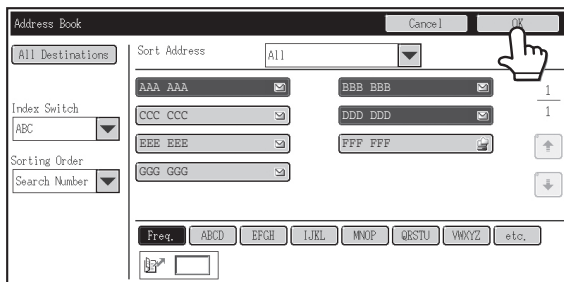 Address Book
Cancel
OK
All Destinations
Sort Address
All
AAA AAA
BBB BBB
1
Index Switch
CCC CCC
DDD DDD
1
ABC
EEE EEE
FFF FFF
Sorting Order
GGG GGG
Search Number
Freq.
ABCD
EFGH
IJKL
MNOP
QRSTU
VWXYZ
etc.